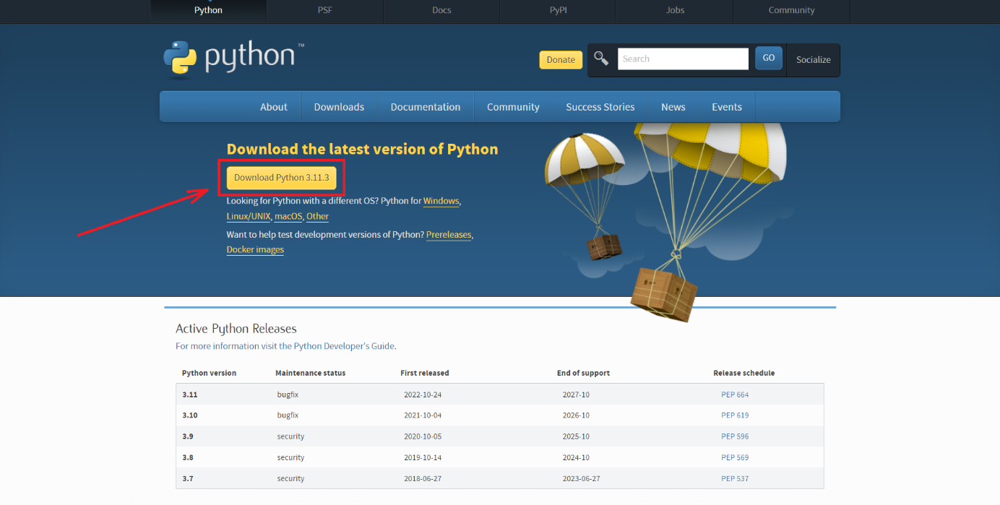 Python PSF Docs PyPI Jobs Community
python™
Donate Search GO Socialize
About Downloads Documentation Community Success Stories News Events
Download the latest version of Python
Download Python 3.11.3
Looking for Python with a different OS? Python for Windows,
Linux/UNIX, macOS, Other
Want to help test development versions of Python? Prereleases,
Docker images
Active Python Releases
For more information visit the Python Developer's Guide.
Python version Maintenance status First released End of support Release schedule
3.11 bugfix 2022-10-24 2027-10 PEP 664
3.10 bugfix 2021-10-04 2026-10 PEP 619
3.9 security 2020-10-05 2025-10 PEP 596
3.8 security 2019-10-14 2024-10 PEP 569
3.7 security 2018-06-27 2023-06-27 PEP 537